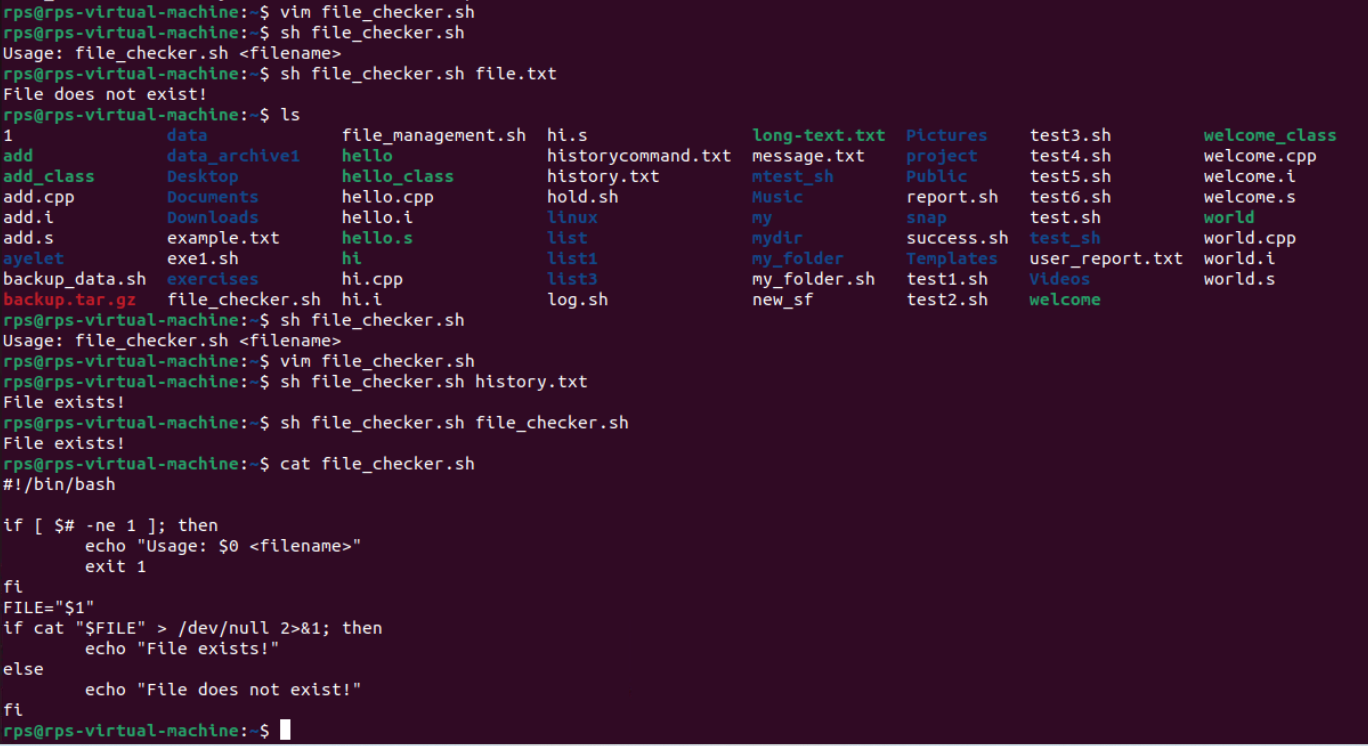 rps@rps-virtual-machine:~$ vim file_checker.sh
rps@rps-virtual-machine:~$ sh file_checker.sh
Usage: file_checker.sh <filename>
rps@rps-virtual-machine:~$ sh file_checker.sh file.txt
File does not exist!
rps@rps-virtual-machine:~$ ls
1 data file_management.sh hi.s long-text.txt Pictures test3.sh welcome_class
add data_archive1 hello historycommand.txt message.txt project test4.sh welcome.cpp
add_class Desktop hello_class history.txt mtest_sh Public test5.sh welcome.i
add.cpp Documents hello.cpp hold.sh Music report.sh test6.sh welcome.s
add.i Downloads hello.i linux my snap test.sh world
add.s example.txt hello.s list mydir success.sh test_sh world.cpp
ayelet exe1.sh hi list1 my_folder Templates user_report.txt world.i
backup_data.sh exercises hi.cpp list3 my_folder.sh test1.sh Videos world.s
backup.tar.gz file_checker.sh hi.i log.sh new_sf test2.sh welcome
rps@rps-virtual-machine:~$ sh file_checker.sh
Usage: file_checker.sh <filename>
rps@rps-virtual-machine:~$ vim file_checker.sh
rps@rps-virtual-machine:~$ sh file_checker.sh history.txt
File exists!
rps@rps-virtual-machine:~$ sh file_checker.sh file_checker.sh
File exists!
rps@rps-virtual-machine:~$ cat file_checker.sh
#!/bin/bash
if [ $# -ne 1 ]; then
echo "Usage: $0 <filename>"
exit 1
fi
FILE="$1"
if cat "$FILE" > /dev/null 2>&1; then
echo "File exists!"
else
echo "File does not exist!"
fi
rps@rps-virtual-machine:~$